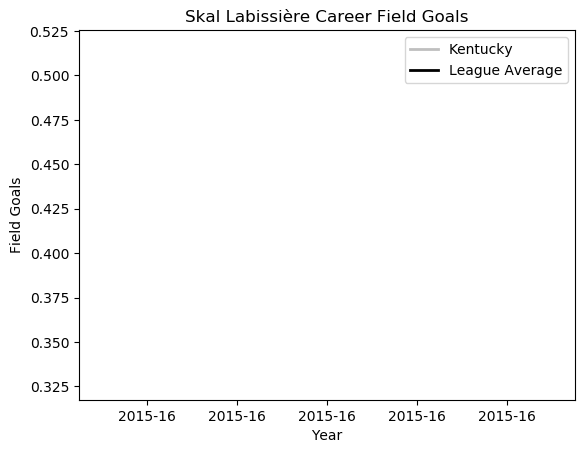 Skal Labissière Career Field Goals
Kentucky
League Average
Field Goals
0.525
0.500
0.475
0.450
0.425
0.400
0.375
0.350
0.325
2015-16 2015-16 2015-16 2015-16 2015-16
Year